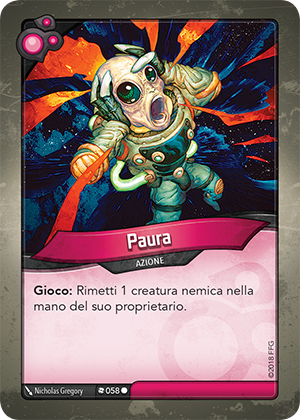 Paura
AZIONE
Gioco: Rimetti 1 creatura nemica nella
mano del suo proprietario.
Nicholas Gregory
058
©2018 FFG